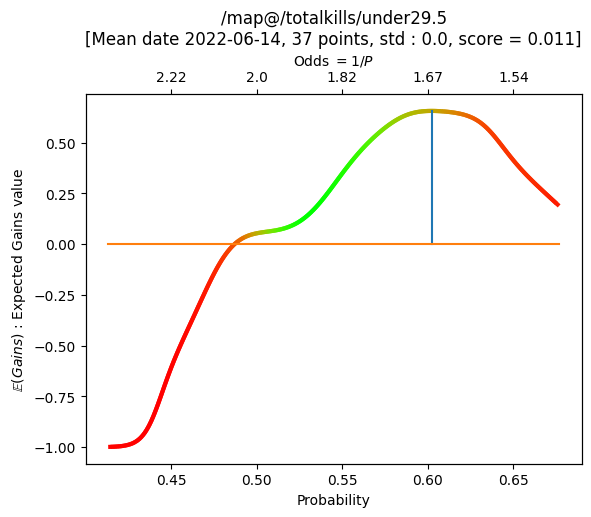 /map@/totalkills/under29.5
[Mean date 2022-06-14, 37 points, std : 0.0, score = 0.011]
Odds = 1/P
2.22 2.0 1.82 1.67 1.54
0.50
0.25
0.00
−0.25
−0.50
−0.75
−1.00
𝔼(Gains) : Expected Gains value
0.45 0.50 0.55 0.60 0.65
Probability